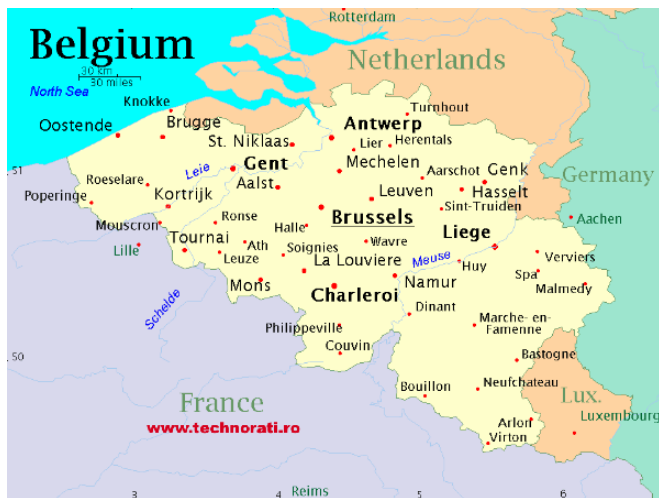 Rotterdam
Belgium
Netherlands
30 km
30 miles
North Sea
Knokke
Turnhout
Oostende
Brugge
Antwerp
St. Niklaas
Lier
Herentals
Gent
Mechelen
51
Leie
Aarschot
Genk
Germany
Roeselare
Aalst
Leuven
Hasselt
Poperinge
Kortrijk
Sint-Truiden
Ronse
Brussels
Aachen
Mouscron
Halle
Liege
Tournai
Ath
Wavre
Lille
Soignies
Leuze
La Louviere
Meuse
Huy
Verviers
Spa
Mons
Namur
Malmedy
Charleroi
Schelde
Dinant
Philippeville
Marche-en-
Famenne
Couvin
50
Bastogne
Bouillon
Neufchateau
Lux.
France
Luxembourg
www.technorati.ro
Arlon
Virton
3
4
5
6
Reims